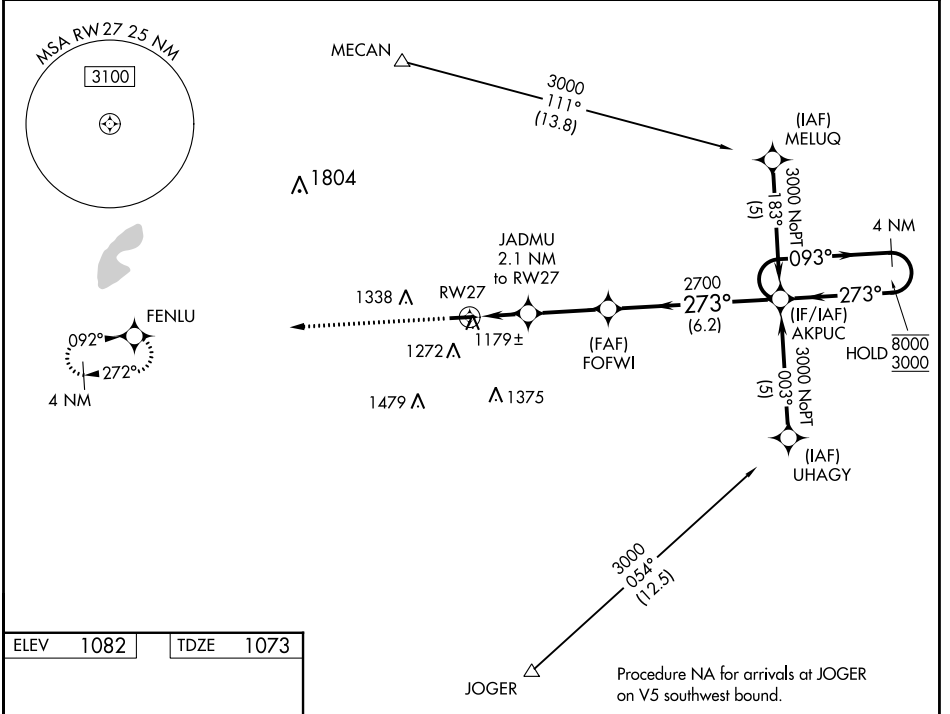 MSA RW27 25 NM
3100
MECAN
3000
111°
(13.8)
(IAF)
MELUQ
1804
3000 NoPT
183°
(5)
4 NM
093°
JADMU
2.1 NM
to RW27
1338
RW27
2700
273°
(6.2)
273°
FENLU
092°
272°
4 NM
1272
1179±
(FAF)
FOFWI
(IF/IAF)
AKPUC
HOLD
8000
3000
1479
1375
3000 NoPT
003°
(5)
(IAF)
UHAGY
3000
054°
(12.5)
ELEV 1082
TDZE 1073
JOGER
Procedure NA for arrivals at JOGER
on V5 southwest bound.